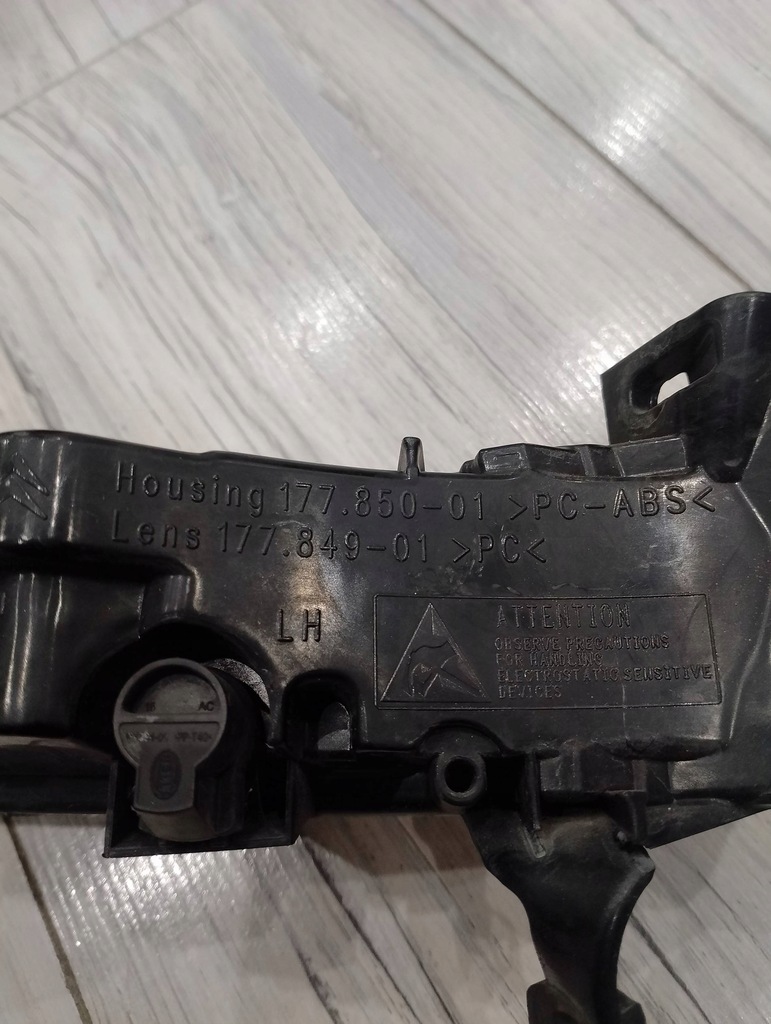 Housing 177.850-01 >PC-ABS<
Lens 177.849-01 >PC<
LH
ATTENTION
OBSERVE PRECAUTIONS
FOR HANDLING
ELECTROSTATIC SENSITIVE
DEVICES
AC